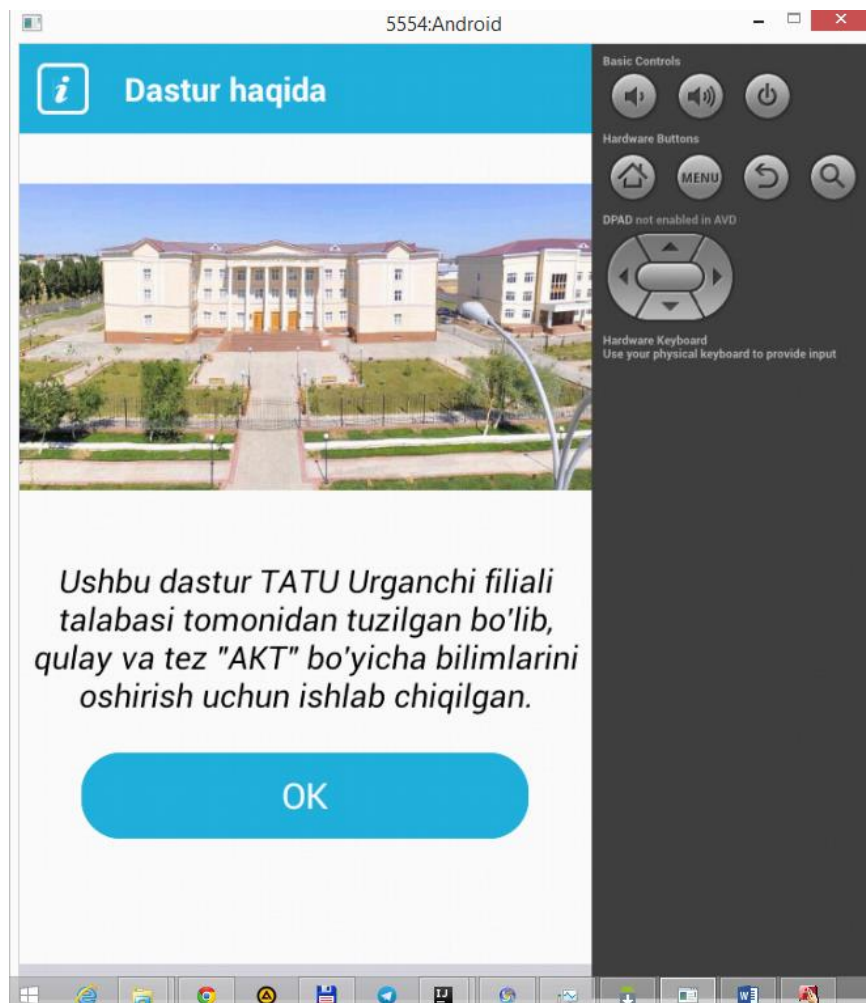 5554:Android
Dastur haqida
Basic Controls
Hardware Buttons
MENU
DPAD not enabled in AVD
Hardware Keyboard
Use your physical keyboard to provide input
Ushbu dastur TATU Urganchi filiali
talabasi tomonidan tuzilgan bo'lib,
qulay va tez "AKT" bo'yicha bilimlarini
oshirish uchun ishlab chiqilgan.
OK